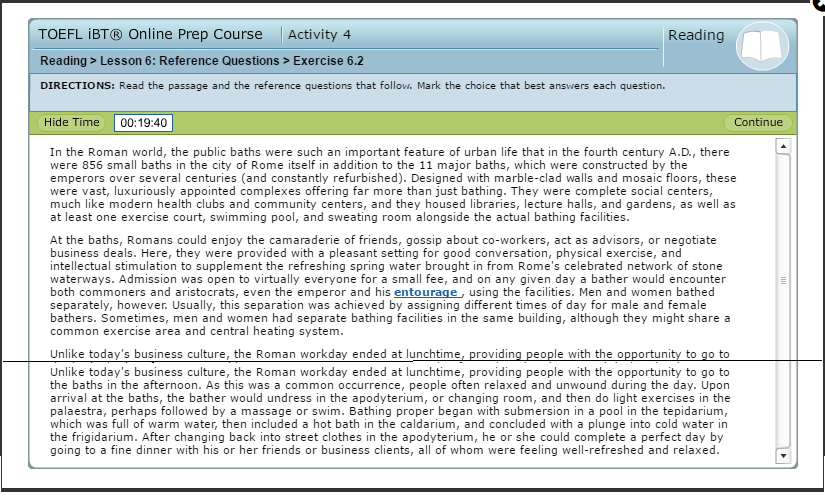 TOEFL iBT® Online Prep Course Activity 4 Reading
Reading > Lesson 6: Reference Questions > Exercise 6.2
DIRECTIONS: Read the passage and the reference questions that follow. Mark the choice that best answers each question.
Hide Time 00:19:40 Continue
In the Roman world, the public baths were such an important feature of urban life that in the fourth century A.D., there
were 856 small baths in the city of Rome itself in addition to the 11 major baths, which were constructed by the
emperors over several centuries (and constantly refurbished). Designed with marble-clad walls and mosaic floors, these
were vast, luxuriously appointed complexes offering far more than just bathing. They were complete social centers,
much like modern health clubs and community centers, and they housed libraries, lecture halls, and gardens, as well as
at least one exercise court, swimming pool, and sweating room alongside the actual bathing facilities.
At the baths, Romans could enjoy the camaraderie of friends, gossip about co-workers, act as advisors, or negotiate
business deals. Here, they were provided with a pleasant setting for good conversation, physical exercise, and
intellectual stimulation to supplement the refreshing spring water brought in from Rome's celebrated network of stone
waterways. Admission was open to virtually everyone for a small fee, and on any given day a bather would encounter
both commoners and aristocrats, even the emperor and his entourage , using the facilities. Men and women bathed
separately, however. Usually, this separation was achieved by assigning different times of day for male and female
bathers. Sometimes, men and women had separate bathing facilities in the same building, although they might share a
common exercise area and central heating system.
Unlike today's business culture, the Roman workday ended at lunchtime, providing people with the opportunity to go to
Unlike today's business culture, the Roman workday ended at lunchtime, providing people with the opportunity to go to
the baths in the afternoon. As this was a common occurrence, people often relaxed and unwound during the day. Upon
arrival at the baths, the bather would undress in the apodyterium, or changing room, and then do light exercises in the
palaestra, perhaps followed by a massage or swim. Bathing proper began with submersion in a pool in the tepidarium,
which was full of warm water, then included a hot bath in the caldarium, and concluded with a plunge into cold water in
the frigidarium. After changing back into street clothes in the apodyterium, he or she could complete a perfect day by
going to a fine dinner with his or her friends or business clients, all of whom were feeling well-refreshed and relaxed.